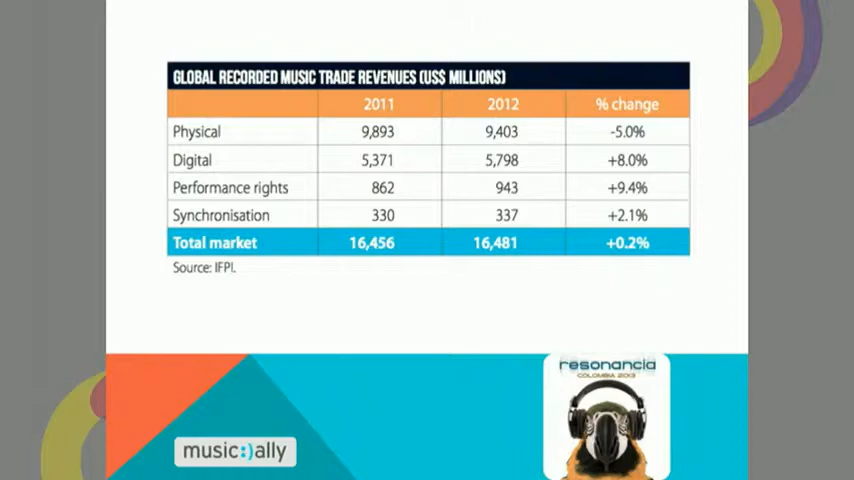 GLOBAL RECORDED MUSIC TRADE REVENUES (US$ MILLIONS)
2011 2012 % change
Physical 9,893 9,403 -5.0%
Digital 5,371 5,798 +8.0%
Performance rights 862 943 +9.4%
Synchronisation 330 337 +2.1%
Total market 16,456 16,481 +0.2%
Source: IFPI.
resonancia
COLOMBIA 2013
music:)ally